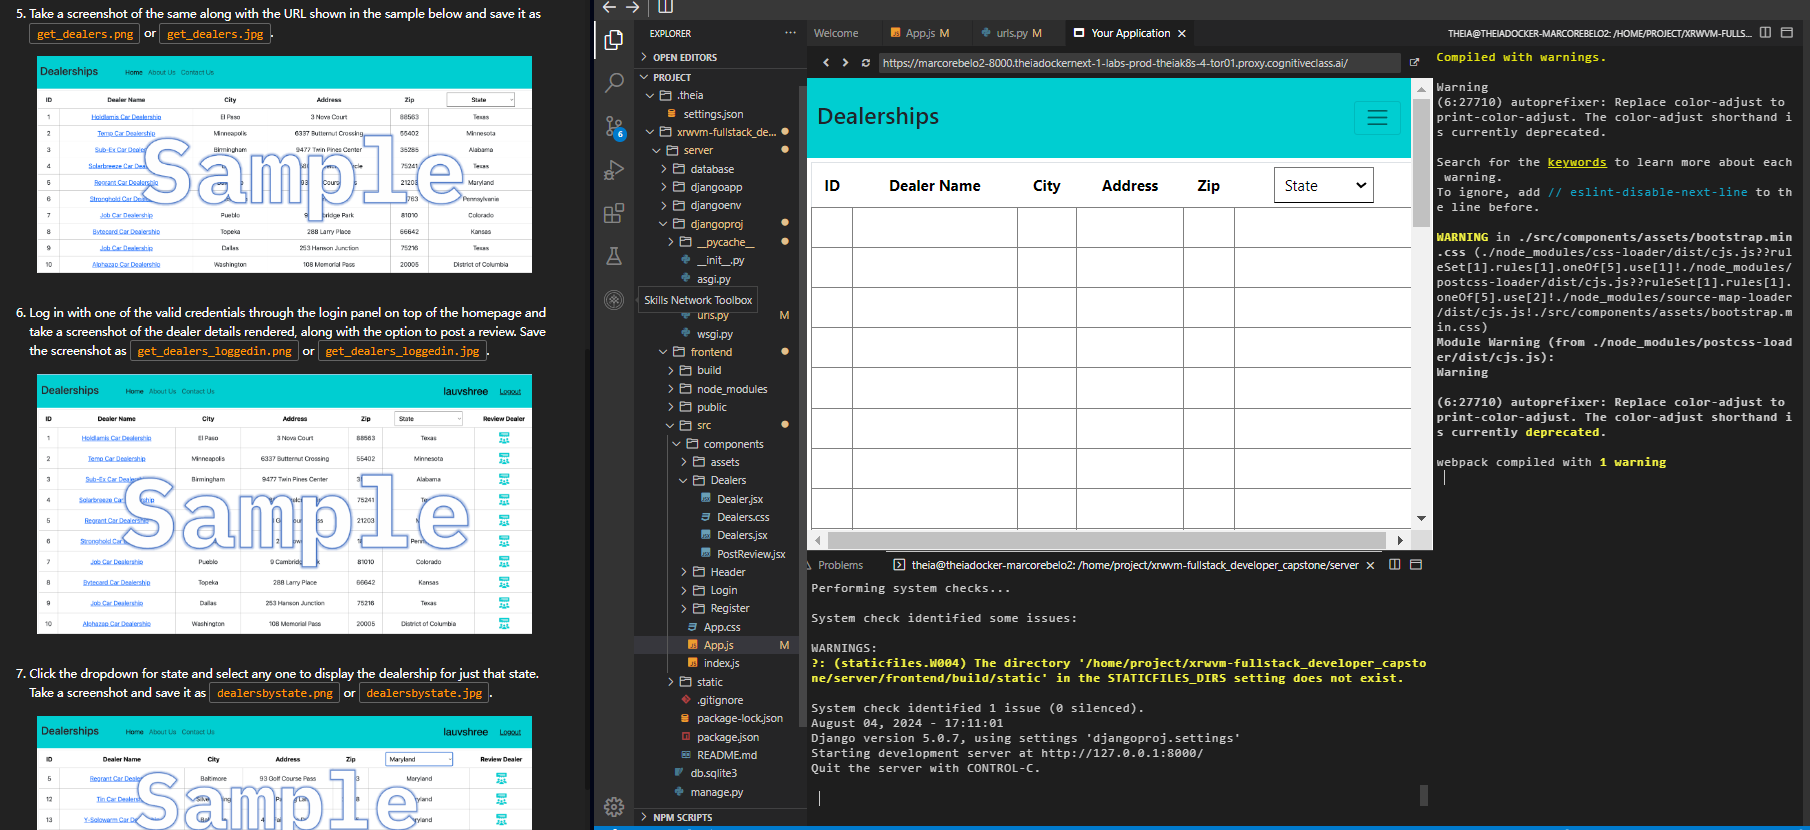 5. Take a screenshot of the same along with the URL shown in the sample below and save it as
get_dealers.png or get_dealers.jpg.
Dealerships Home About Us Contact Us
ID Dealer Name City Address Zip State
1 Holdlamis Car Dealership El Paso 3 Nova Court 88563 Texas
2 Temp Car Dealership Minneapolis 6337 Butternut Crossing 55402 Minnesota
3 Sub-Ex Car Birmingham 9477 Twin Pines Center 35285 Alabama
4 Solarbreeze Car 75241 Texas
5 Regrant Car Dealership Maryland
6 Stronghold Car Pennsylvania
7 Job Car Dealership Pueblo Park 81010 Colorado
8 Bytecard Car Dealership Topeka 288 Larry Place 66642 Kansas
9 Job Car Dealership Dallas 253 Hanson Junction 75216 Texas
10 Alphazap Car Dealership Washington 108 Memorial Pass 20005 District of Columbia
Sample
6. Log in with one of the valid credentials through the login panel on top of the homepage and
take a screenshot of the dealer details rendered, along with the option to post a review. Save
the screenshot as get_dealers_loggedin.png or get_dealers_loggedin.jpg.
Dealerships Home About Us Contact Us lauvshree Logout
ID Dealer Name City Address Zip State Review Dealer
1 Holdlamis Car Dealership El Paso 3 Nova Court 88563 Texas
2 Temp Car Dealership Minneapolis 6337 Butternut Crossing 55402 Minnesota
3 Sub-Ex Car Birmingham 9477 Twin Pines Center Alabama
4 Solarbreeze Car 75241
5 Regrant Car Dealership 21203
6 Stronghold Car
7 Job Car Dealership Pueblo 9 81010 Colorado
8 Bytecard Car Dealership Topeka 288 Larry Place 66642 Kansas
9 Job Car Dealership Dallas 253 Hanson Junction 75216 Texas
10 Alphazap Car Dealership Washington 108 Memorial Pass 20005 District of Columbia
Sample
7. Click the dropdown for state and select any one to display the dealership for just that state.
Take a screenshot and save it as dealersbystate.png or dealersbystate.jpg.
Dealerships Home About Us Contact Us lauvshree Logout
ID Dealer Name City Address Zip Maryland Review Dealer
5 Regrant Car Baltimore 93 Golf Course Pass Maryland
12 Tin Car
13 Y-Solowarm Car
Sample
EXPLORER
OPEN EDITORS
PROJECT
.theia
settings.json
xrwvm-fullstack_de...
server
database
djangoapp
djangoenv
djangoproj
__pycache__
__init__.py
asgi.py
Skills Network Toolbox
urls.py M
wsgi.py
frontend
build
node_modules
public
src
components
assets
Dealers
Dealer.jsx
Dealers.css
Dealers.jsx
PostReview.jsx
Header
Login
Register
App.css
App.js M
index.js
static
.gitignore
package-lock.json
package.json
README.md
db.sqlite3
manage.py
NPM SCRIPTS
6
Welcome App.js M urls.py M Your Application
https://marcorebelo2-8000.theiadockernext-1-labs-prod-theiak8s-4-tor01.proxy.cognitiveclass.ai/
Dealerships
ID Dealer Name City Address Zip State
Problems theia@theiadocker-marcorebelo2: /home/project/xrwvm-fullstack_developer_capstone/server
Performing system checks...
System check identified some issues:
WARNINGS:
?: (staticfiles.W004) The directory '/home/project/xrwvm-fullstack_developer_capsto
ne/server/frontend/build/static' in the STATICFILES_DIRS setting does not exist.
System check identified 1 issue (0 silenced).
August 04, 2024 - 17:11:01
Django version 5.0.7, using settings 'djangoproj.settings'
Starting development server at http://127.0.0.1:8000/
Quit the server with CONTROL-C.
THEIA@THEIADOCKER-MARCOREBELO2: /HOME/PROJECT/XRWVM-FULLS...
Compiled with warnings.
Warning
(6:27710) autoprefixer: Replace color-adjust to
print-color-adjust. The color-adjust shorthand i
s currently deprecated.
Search for the keywords to learn more about each
warning.
To ignore, add // eslint-disable-next-line to th
e line before.
WARNING in ./src/components/assets/bootstrap.min
.css (./node_modules/css-loader/dist/cjs.js??rul
eSet[1].rules[1].oneOf[5].use[1]!./node_modules/
postcss-loader/dist/cjs.js??ruleSet[1].rules[1].
oneOf[5].use[2]!./node_modules/source-map-loader
/dist/cjs.js!./src/components/assets/bootstrap.m
in.css)
Module Warning (from ./node_modules/postcss-load
er/dist/cjs.js):
Warning
(6:27710) autoprefixer: Replace color-adjust to
print-color-adjust. The color-adjust shorthand i
s currently deprecated.
webpack compiled with 1 warning